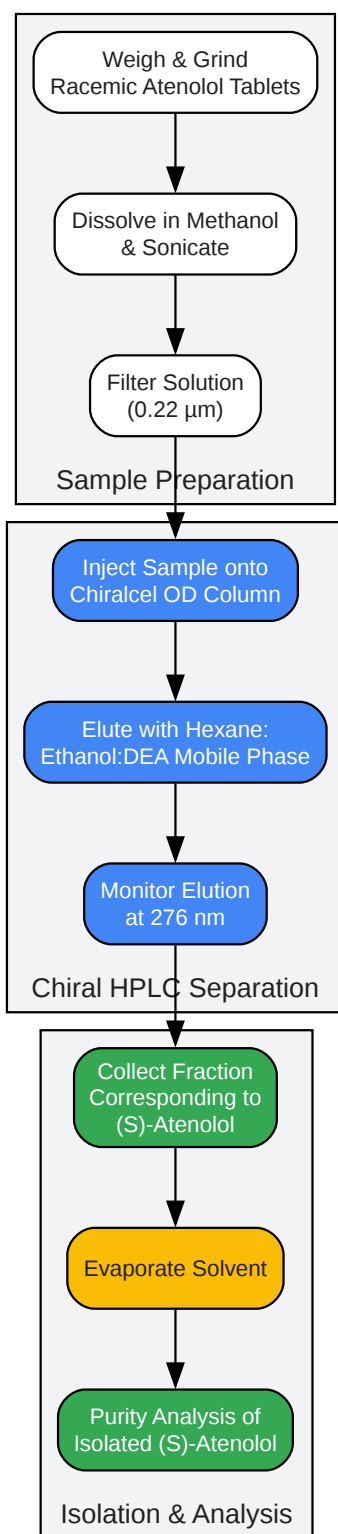 Weigh & Grind
Racemic Atenolol Tablets
Dissolve in Methanol
& Sonicate
Filter Solution
(0.22 µm)
Sample Preparation
Inject Sample onto
Chiralcel OD Column
Elute with Hexane:
Ethanol:DEA Mobile Phase
Monitor Elution
at 276 nm
Chiral HPLC Separation
Collect Fraction
Corresponding to
(S)-Atenolol
Evaporate Solvent
Purity Analysis of
Isolated (S)-Atenolol
Isolation & Analysis